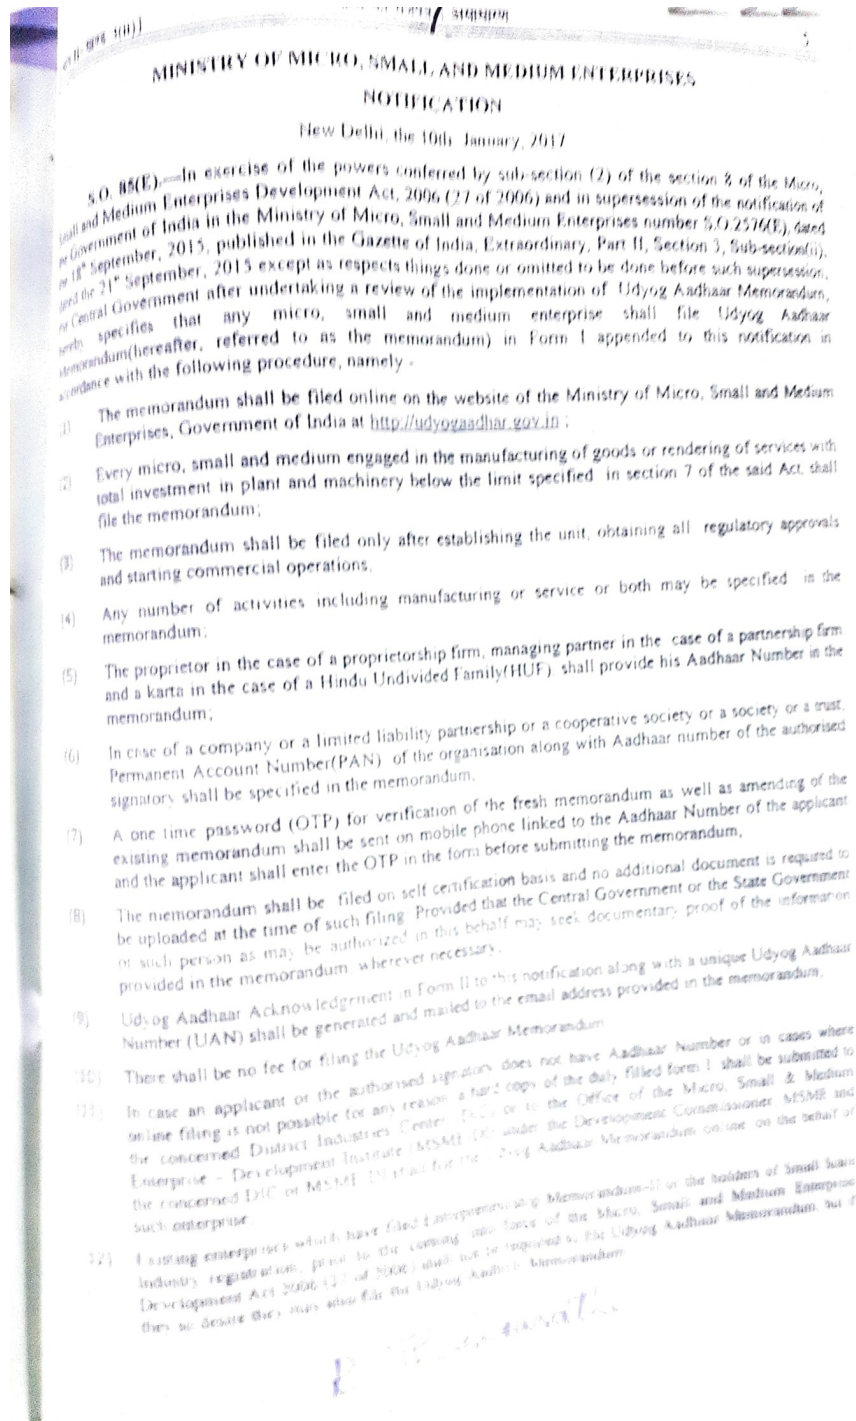 5
MINISTRY OF MICRO, SMALL AND MEDIUM ENTERPRISES
NOTIFICATION
New Delhi, the 10th January, 2017
S.O. 85(E).—In exercise of the powers conferred by sub-section (2) of the section 8 of the Micro,
and Medium Enterprises Development Act, 2006 (27 of 2006) and in supersession of the notification of
Government of India in the Ministry of Micro, Small and Medium Enterprises number S.O.2576(E), dated
18th September, 2015, published in the Gazette of India, Extraordinary, Part II, Section 3, Sub-section(ii),
the 21st September, 2015 except as respects things done or omitted to be done before such supersession,
Central Government after undertaking a review of the implementation of Udyog Aadhaar Memorandum,
specifies that any micro, small and medium enterprise shall file Udyog Aadhaar
(hereafter, referred to as the memorandum) in Form I appended to this notification in
with the following procedure, namely -
(1) The memorandum shall be filed online on the website of the Ministry of Micro, Small and Medium
Enterprises, Government of India at http://udyogaadhar.gov.in ;
(2) Every micro, small and medium engaged in the manufacturing of goods or rendering of services with
total investment in plant and machinery below the limit specified in section 7 of the said Act, shall
file the memorandum;
(3) The memorandum shall be filed only after establishing the unit, obtaining all regulatory approvals
and starting commercial operations,
(4) Any number of activities including manufacturing or service or both may be specified in the
memorandum;
(5) The proprietor in the case of a proprietorship firm, managing partner in the case of a partnership firm
and a karta in the case of a Hindu Undivided Family(HUF) shall provide his Aadhaar Number in the
memorandum;
(6) In case of a company or a limited liability partnership or a cooperative society or a society or a trust,
Permanent Account Number(PAN) of the organisation along with Aadhaar number of the authorised
signatory shall be specified in the memorandum,
(7) A one time password (OTP) for verification of the fresh memorandum as well as amending of the
existing memorandum shall be sent on mobile phone linked to the Aadhaar Number of the applicant
and the applicant shall enter the OTP in the form before submitting the memorandum,
(8) The memorandum shall be filed on self certification basis and no additional document is required to
be uploaded at the time of such filing Provided that the Central Government or the State Government
or such person as may be authorized in this behalf may seek documentary proof of the information
provided in the memorandum, wherever necessary,
(9) Udyog Aadhaar Acknowledgement in Form II to this notification along with a unique Udyog Aadhaar
Number (UAN) shall be generated and mailed to the email address provided in the memorandum,
(10) There shall be no fee for filing the Udyog Aadhaar Memorandum
(11) In case an applicant or the authorised signatory does not have Aadhaar Number or in cases where
online filing is not possible for any reason a hard copy of the duly filled form I shall be submitted to
the concerned District Industries Center or to the Office of the Micro, Small & Medium
Enterprise - Development Institute (MSME-DI) under the Development Commissioner MSME and
the concerned DIC or MSME-DI shall for the Udyog Aadhaar Memorandum online on the behalf of
such enterprise
(12) Existing enterprises which have filed Entrepreneurship Memorandum-II or the holders of Small Scale
Industry registration, prior to the coming into force of the Micro, Small and Medium Enterprise
Development Act 2006 (27 of 2006) shall not be required to file Udyog Aadhaar Memorandum, but if
they so desire they may also file the Udyog Aadhaar Memorandum